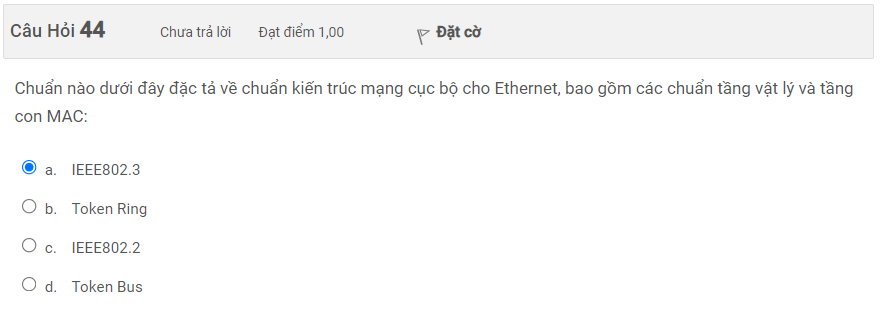 Câu Hỏi 44 Chưa trả lời Đạt điểm 1,00 Đặt cờ
Chuẩn nào dưới đây đặc tả về chuẩn kiến trúc mạng cục bộ cho Ethernet, bao gồm các chuẩn tầng vật lý và tầng
con MAC:
a. IEEE802.3
b. Token Ring
c. IEEE802.2
d. Token Bus